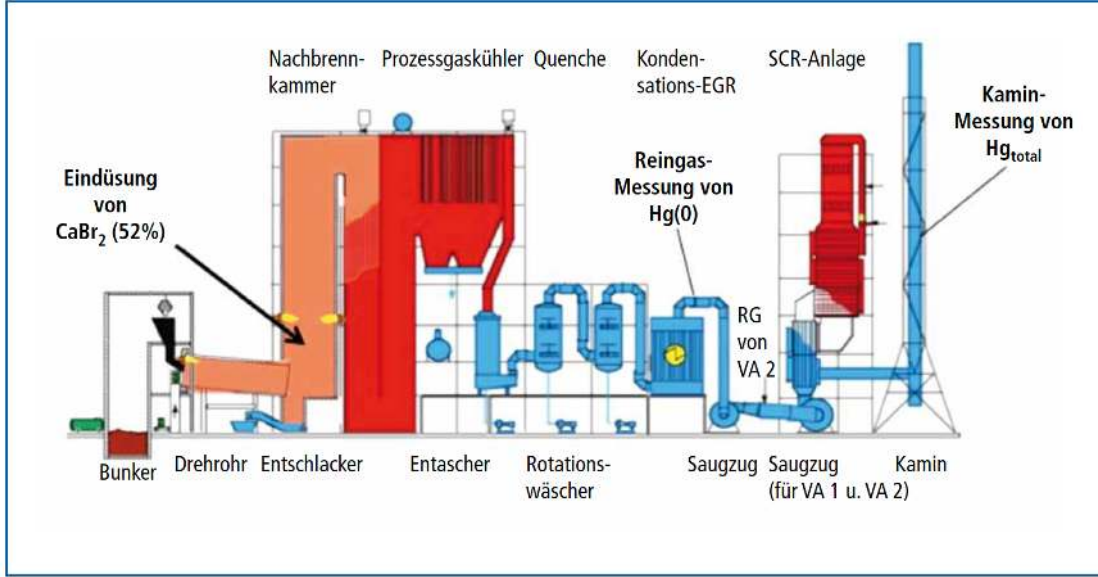 Nachbrenn-
kammer
Prozessgaskühler
Quenche
Konden-
sations-EGR
SCR-Anlage
Kamin-
Messung von
Hgtotal
Reingas-
Messung von
Hg(0)
Eindüsung
von
CaBr2 (52%)
RG
von
VA 2
Bunker
Drehrohr
Entschlacker
Entascher
Rotations-
wäscher
Saugzug
Saugzug
(für VA 1 u. VA 2)
Kamin